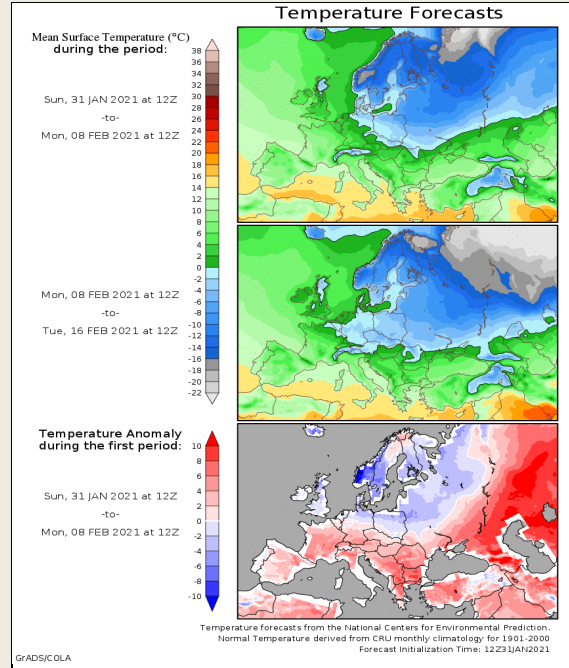 Temperature Forecasts
Mean Surface Temperature (°C)
during the period:
Sun, 31 JAN 2021 at 12Z
-to-
Mon, 08 FEB 2021 at 12Z
38
36
34
32
30
28
26
24
22
20
18
16
14
12
10
8
6
4
2
0
-2
-4
-6
-8
-10
-12
-14
-16
-18
-20
-22
Mon, 08 FEB 2021 at 12Z
-to-
Tue, 16 FEB 2021 at 12Z
Temperature Anomaly
during the first period:
Sun, 31 JAN 2021 at 12Z
-to-
Mon, 08 FEB 2021 at 12Z
10
8
6
4
2
0
-2
-4
-6
-8
-10
Temperature forecasts from the National Centers for Environmental Prediction.
Normal Temperature derived from CRU monthly climatology for 1901-2000
Forecast Initialization Time: 12Z31JAN2021
GrADS/COLA